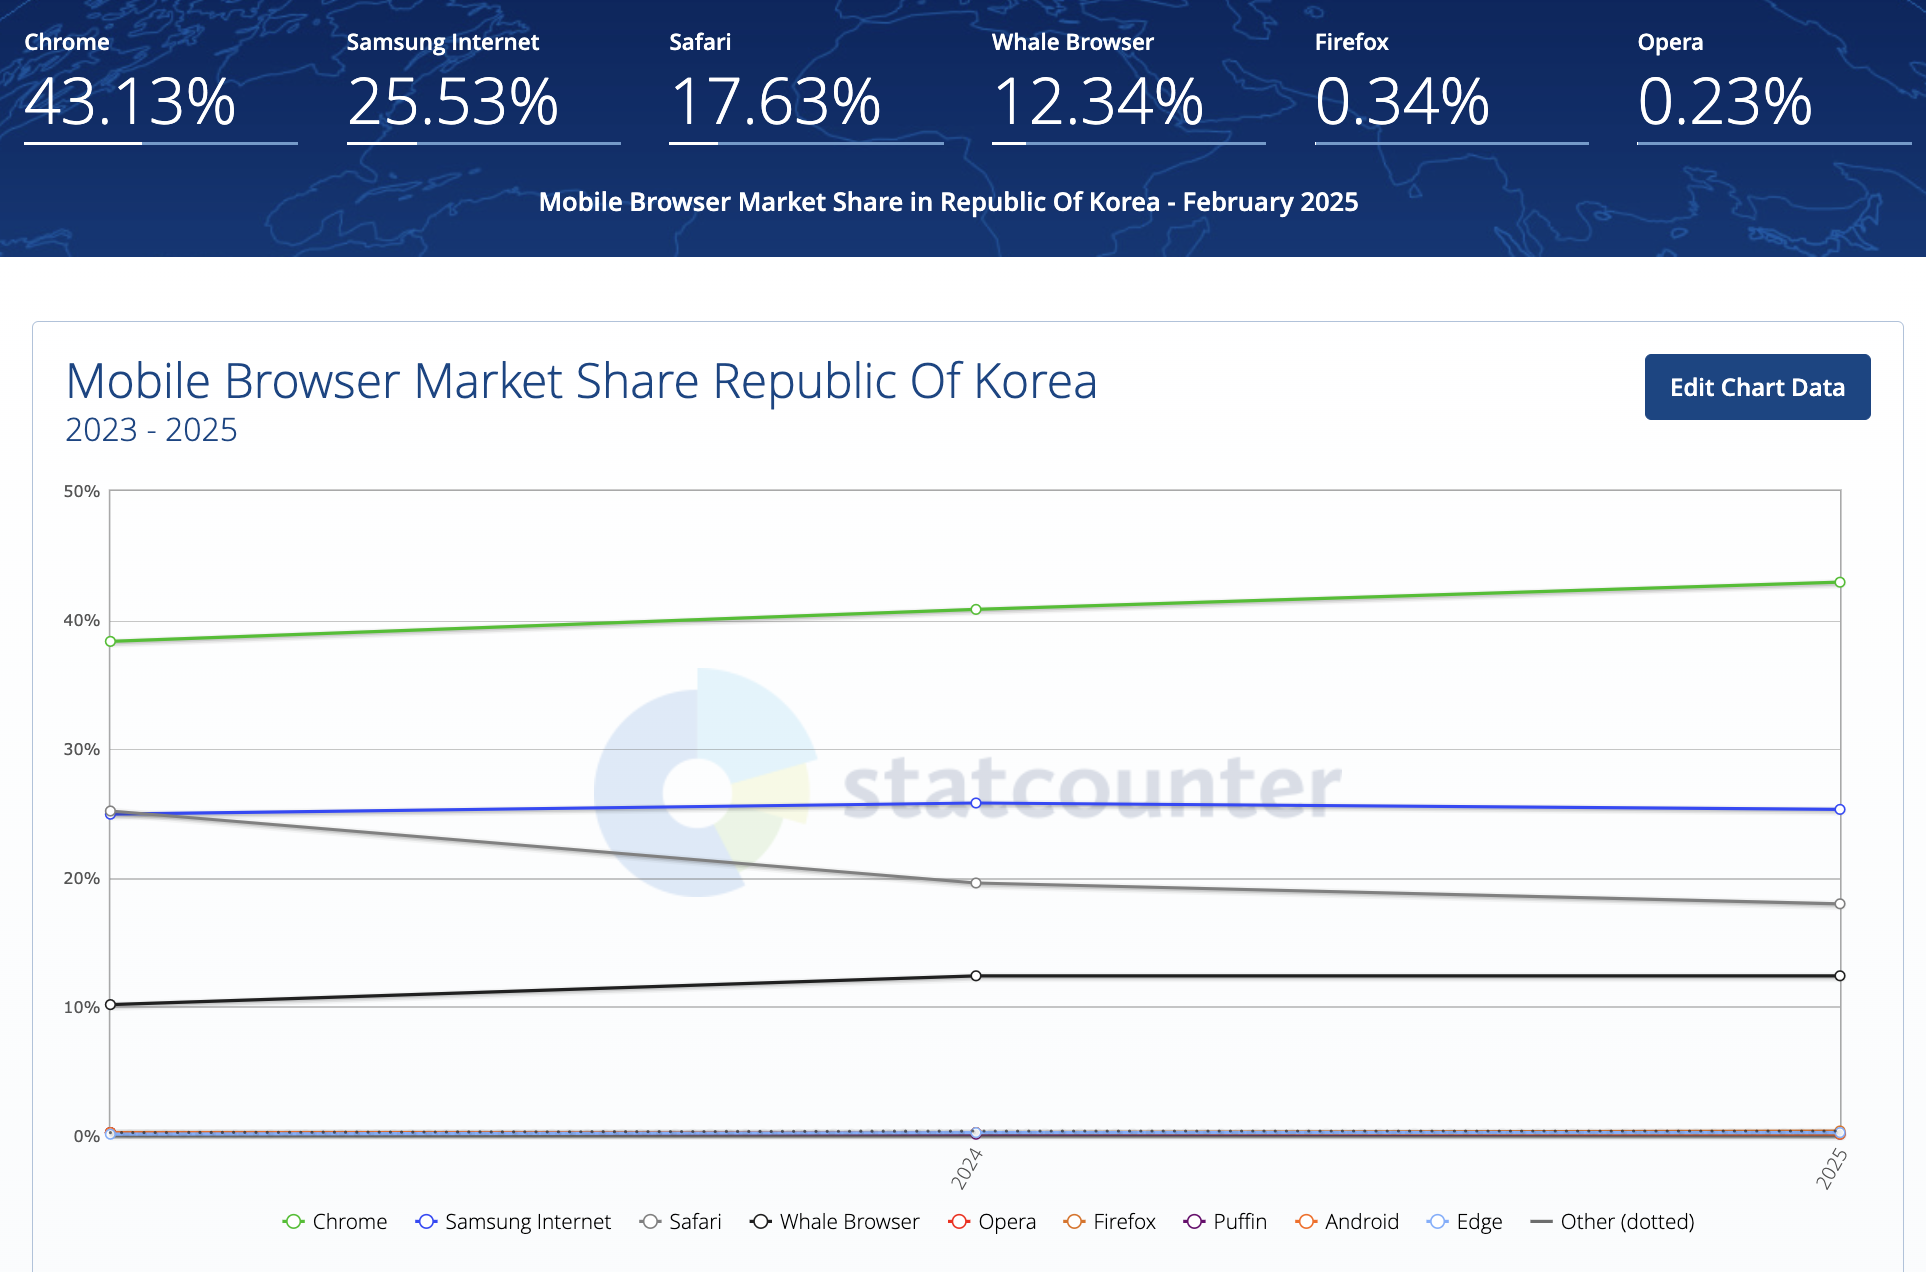 Chrome
43.13%
Samsung Internet
25.53%
Safari
17.63%
Whale Browser
12.34%
Firefox
0.34%
Opera
0.23%
Mobile Browser Market Share in Republic Of Korea - February 2025
Mobile Browser Market Share Republic Of Korea
2023 - 2025
Edit Chart Data
50%
40%
30%
20%
10%
0%
statcounter
2024
2025
Chrome Samsung Internet Safari Whale Browser Opera Firefox Puffin Android Edge Other (dotted)